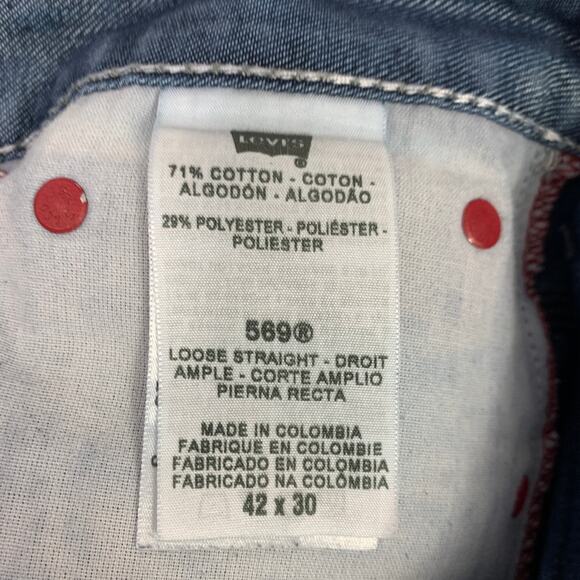 LEVI'S ®
71% COTTON - COTON -
ALGODÓN - ALGODÃO
29% POLYESTER - POLIÉSTER -
POLIESTER
569®
LOOSE STRAIGHT - DROIT
AMPLE - CORTE AMPLIO
PIERNA RECTA
MADE IN COLOMBIA
FABRIQUE EN COLOMBIE
FABRICADO EN COLOMBIA
FABRICADO NA COLÔMBIA
42 X 30